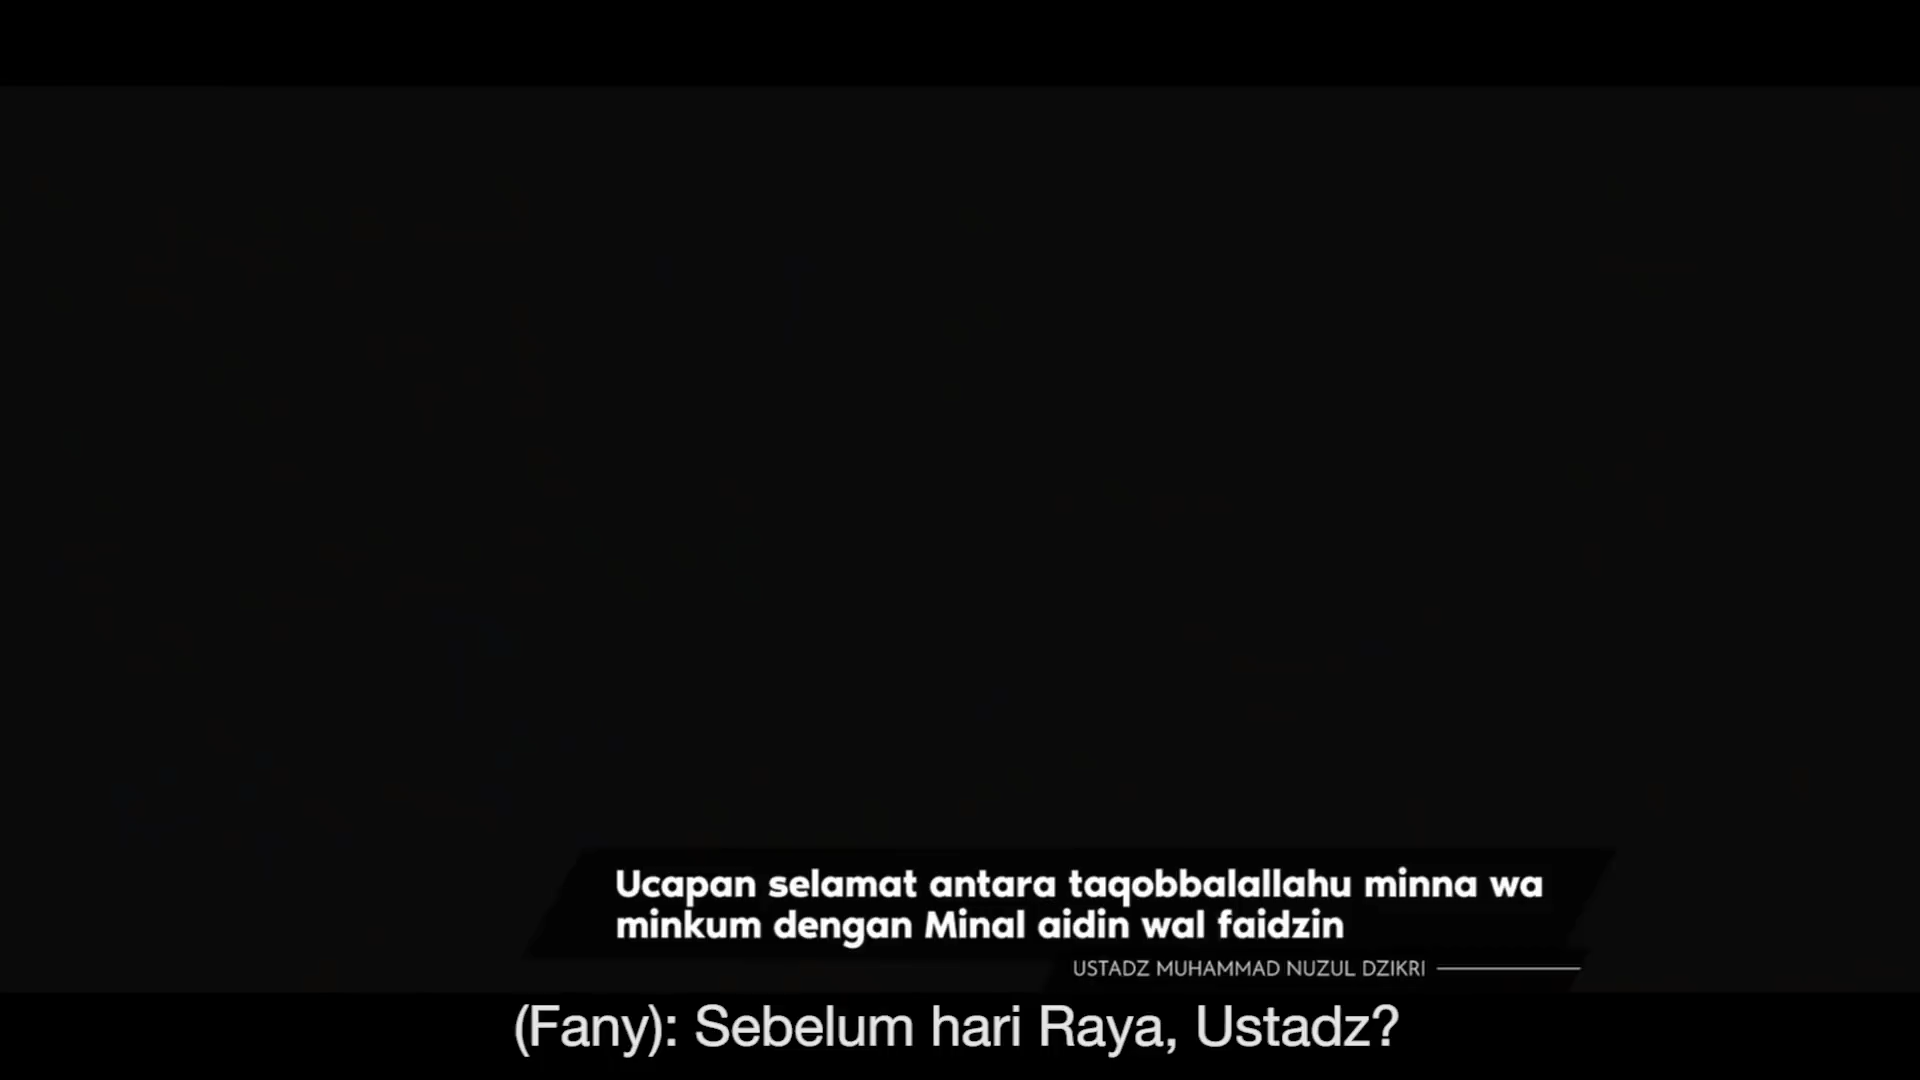 Ucapan selamat antara taqobbalallahu minna wa
minkum dengan Minal aidin wal faidzin
USTADZ MUHAMMAD NUZUL DZIKRI
(Fany): Sebelum hari Raya, Ustadz?